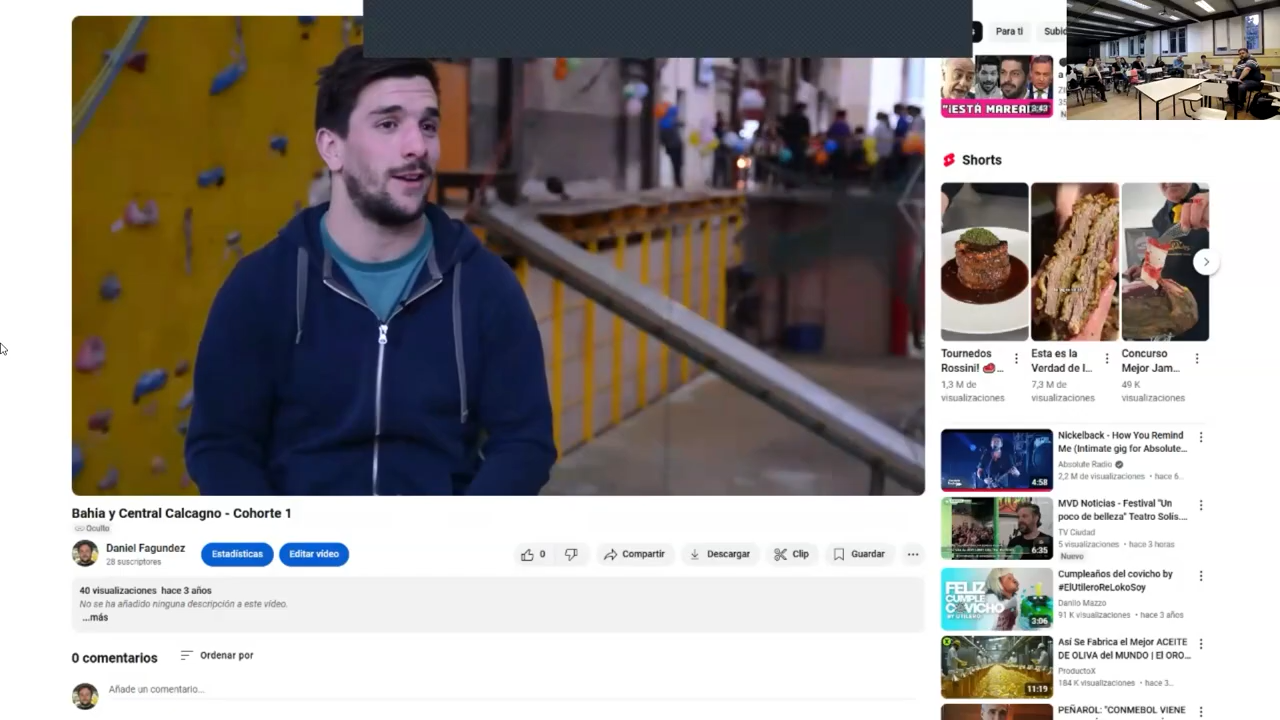 Para ti
Subid
"¡ESTÁ MAREA
3:43
Shorts
Tournedos
Rossini! 🥩...
1,3 M de
visualizaciones
Esta es la
Verdad de l...
7,3 M de
visualizaciones
Concurso
Mejor Jam...
49 K
visualizaciones
Nickelback - How You Remind
Me (Intimate gig for Absolute...
Absolute Radio
2,2 M de visualizaciones • hace 6...
4:58
MVD Noticias - Festival "Un
poco de belleza" Teatro Solís....
TV Ciudad
5 visualizaciones • hace 3 horas
Nuevo
6:35
Cumpleaños del covicho by
#ElUtileroReLokoSoy
Danilo Mazzo
91 K visualizaciones • hace 3 años
FELIZ
CUMPLE
COVICHO
BY UTILERO
3:06
Así Se Fabrica el Mejor ACEITE
DE OLIVA del MUNDO | El ORO...
ProductoX
184 K visualizaciones • hace 3...
11:19
PEÑAROL: "CONMEBOL VIENE
Bahia y Central Calcagno - Cohorte 1
Oculto
Daniel Fagundez
28 suscriptores
Estadísticas
Editar vídeo
0
Compartir
Descargar
Clip
Guardar
40 visualizaciones hace 3 años
No se ha añadido ninguna descripción a este vídeo.
...más
0 comentarios
Ordenar por
Añade un comentario...